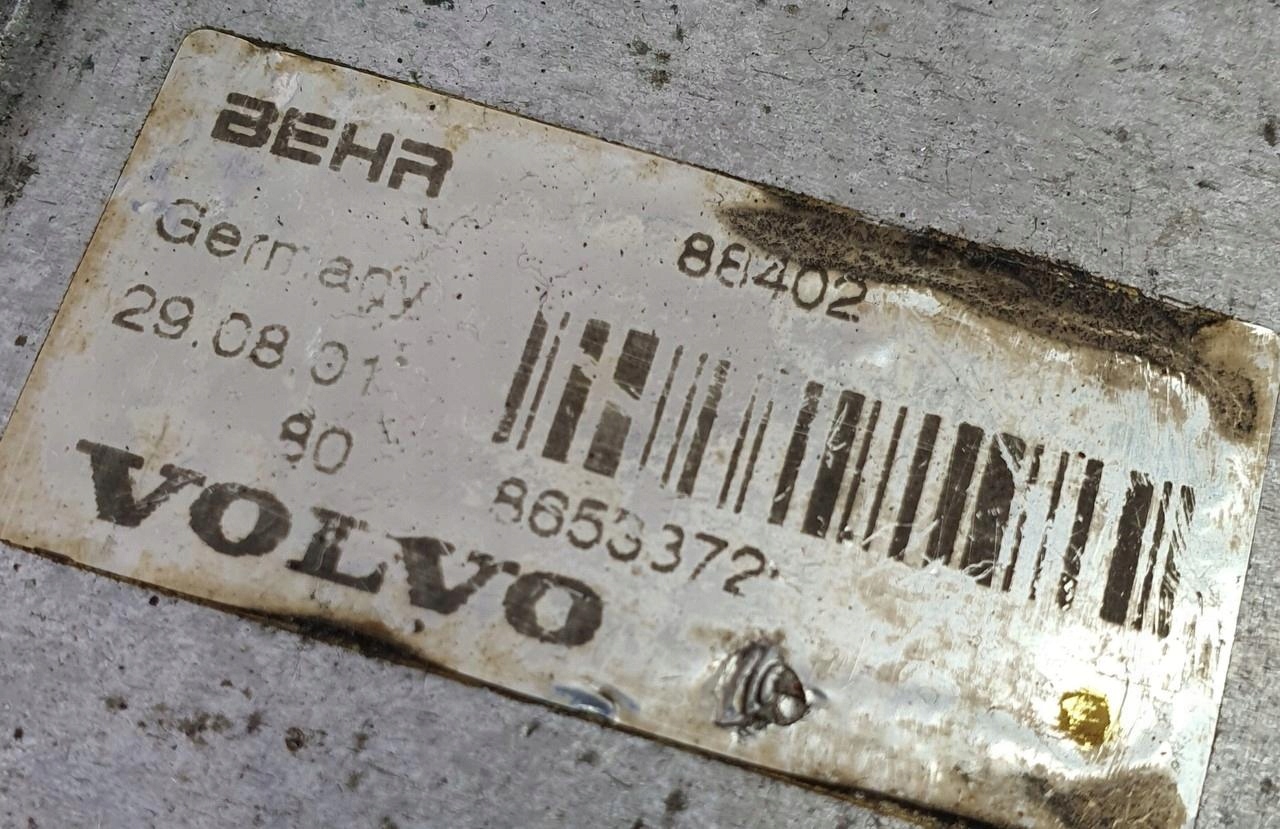 BEHR
Germany
88402
29.08.01
80
8653372
VOLVO